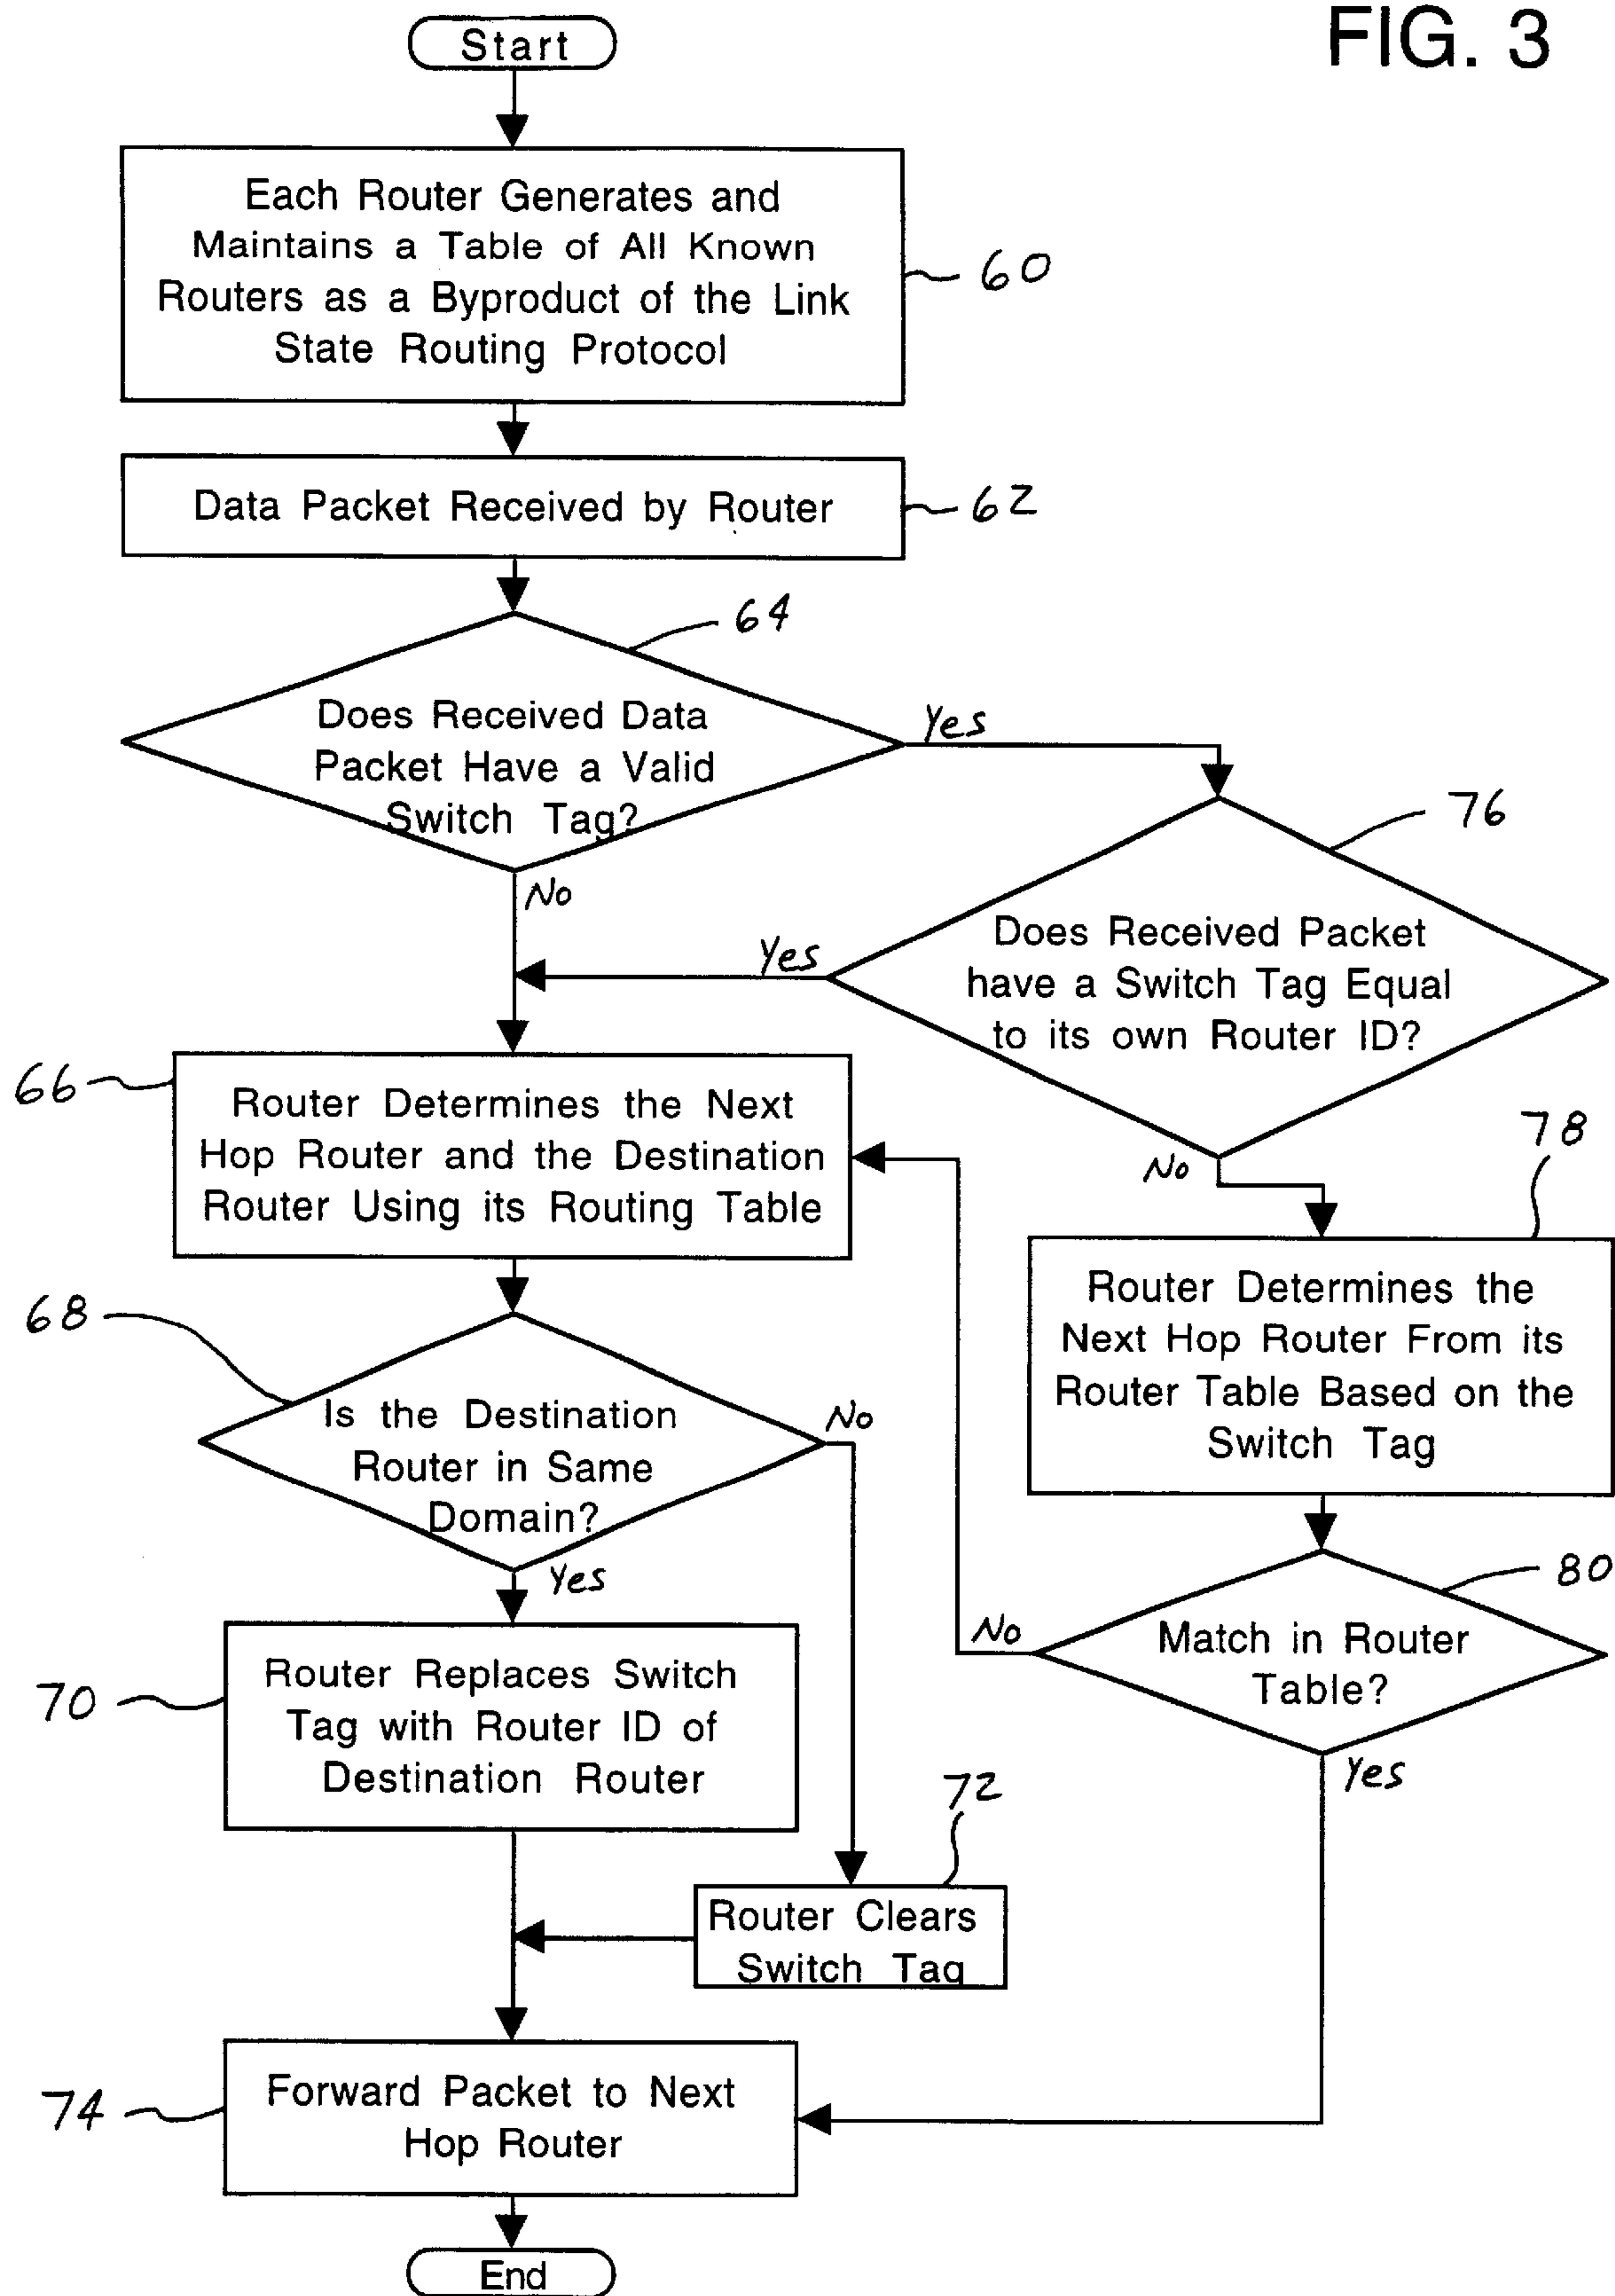 FIG. 3
Start
Each Router Generates and
Maintains a Table of All Known
Routers as a Byproduct of the Link
State Routing Protocol
60
Data Packet Received by Router
62
64
Does Received Data
Packet Have a Valid
Switch Tag?
Yes
No
76
Does Received Packet
have a Switch Tag Equal
to its own Router ID?
Yes
No
66
Router Determines the Next
Hop Router and the Destination
Router Using its Routing Table
78
Router Determines the
Next Hop Router From its
Router Table Based on the
Switch Tag
68
Is the Destination
Router in Same
Domain?
No
Yes
80
Match in Router
Table?
No
Yes
70
Router Replaces Switch
Tag with Router ID of
Destination Router
72
Router Clears
Switch Tag
74
Forward Packet to Next
Hop Router
End